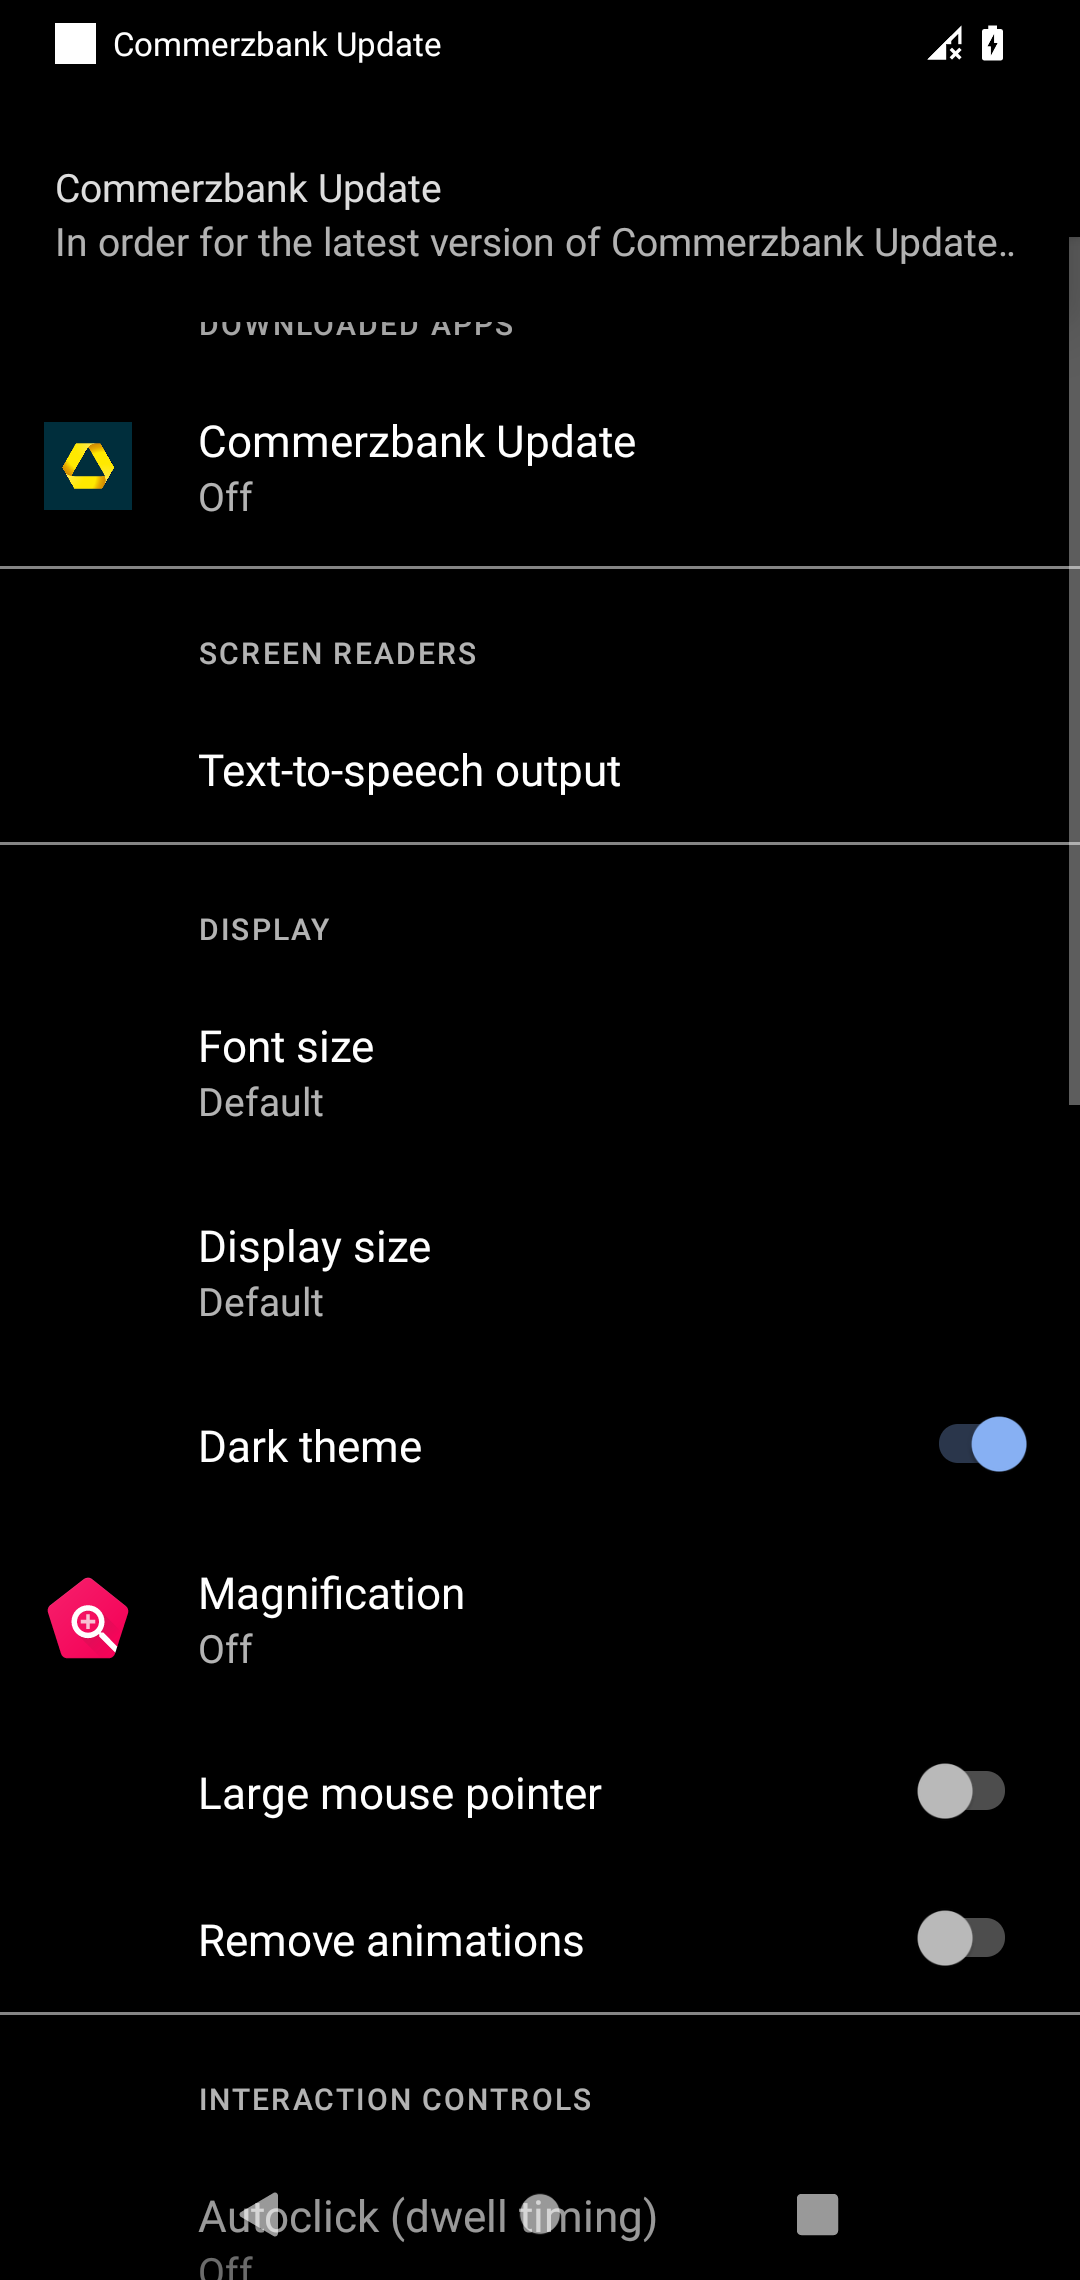 Commerzbank Update
Commerzbank Update
In order for the latest version of Commerzbank Update..
DOWNLOADED APPS
Commerzbank Update
Off
SCREEN READERS
Text-to-speech output
DISPLAY
Font size
Default
Display size
Default
Dark theme
Magnification
Off
Large mouse pointer
Remove animations
INTERACTION CONTROLS
Autoclick (dwell timing)
Off